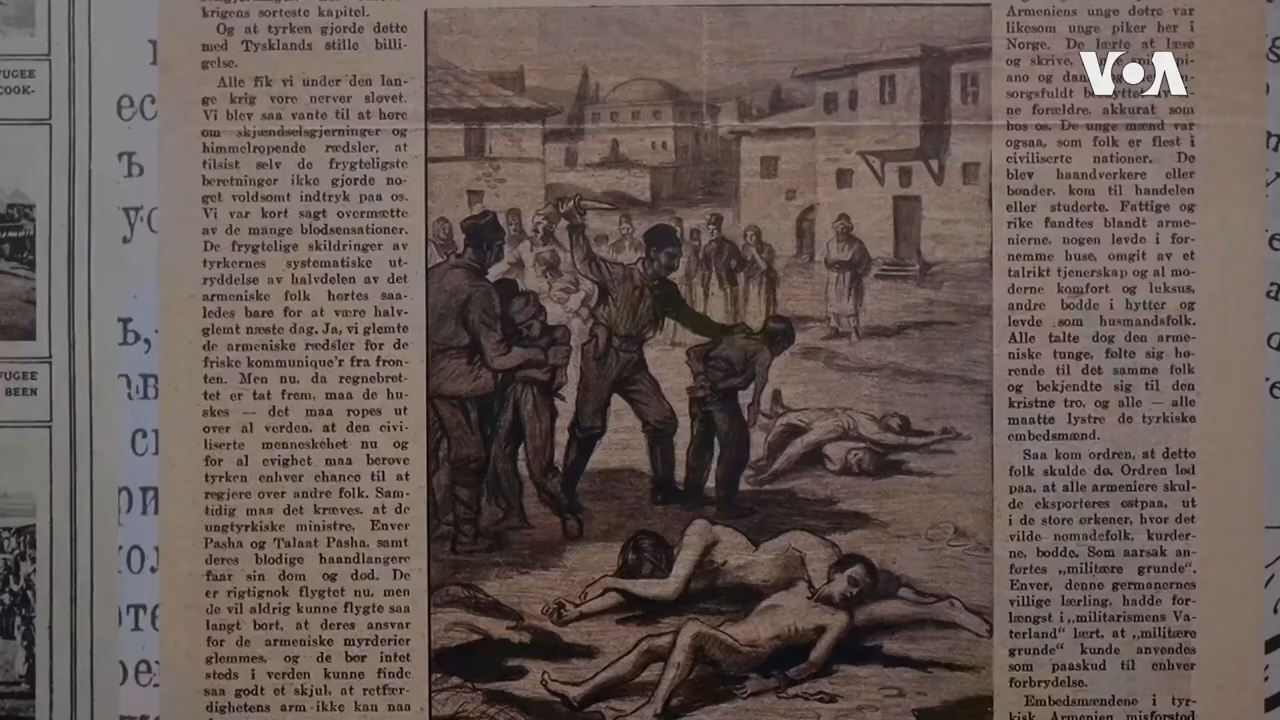 krigens sorteste kapitel.
Og at tyrken gjorde dette
med Tysklands stille billi-
gelse.
Alle fik vi under den lan-
ge krig vore nerver sløvet.
Vi blev saa vante til at høre
om skjændselsgjerninger og
himmelropende rædsler, at
tilsist selv de frygteligste
beretninger ikke gjorde no-
get voldsomt indtryk paa os.
Vi var kort sagt overmætte
av de mange blodsensationer.
De frygtelige skildringer av
tyrkernes systematiske ut-
ryddelse av halvdelen av det
armeniske folk hørtes saa-
ledes bare for at være halv-
glemt næste dag. Ja, vi glemte
de armeniske rædsler for de
friske kommunique'r fra fron-
ten. Men nu, da regnebret-
tet er tat frem, maa de hu-
skes — det maa ropes ut
over al verden, at den civi-
liserte menneskehet nu og
for al evighet maa berøve
tyrken enhver chance til at
regjere over andre folk. Sam-
tidig maa det kræves, at de
ungtyrkiske ministre, Enver
Pasha og Talaat Pasha, samt
deres blodige haandlangere
faar sin dom og død. De
er rigtignok flygtet nu, men
de vil aldrig kunne flygte saa
langt bort, at deres ansvar
for de armeniske myrderier
glemmes, og de bør intet
steds i verden kunne finde
saa godt et skjul, at retfær-
dighetens arm ikke kan naa
Armeniens unge døtre var
likesom unge piker her i
Norge. De lærte at læse
og skrive,
ano og
sorgsfuldt
ne forældre, akkurat som
hos os. De unge mænd var
ogsaa, som folk er flest i
civiliserte nationer. De
blev haandverkere eller
bønder, kom til handelen
eller studerte. Fattige og
rike fandtes blandt arme-
nierne, nogen levde i for-
nemme huse, omgit av et
talrikt tjenerskap og al mo-
derne komfort og luksus,
andre bodde i hytter og
levde som husmandsfolk.
Alle talte dog den arme-
niske tunge, følte sig hø-
rende til det samme folk
og bekjendte sig til den
kristne tro, og alle — alle
maatte lystre de tyrkiske
embedsmænd.
Saa kom ordren, at dette
folk skulde dø. Ordren lød
paa, at alle armeniere skul-
de eksporteres østpaa, ut
i de store ørkener, hvor det
vilde nomadefolk, kurder-
ne, bodde. Som aarsak an-
førtes „militære grunde".
Enver, denne germanernes
villige lærling, hadde for-
længst i „militarismens Va-
terland" lært, at „militære
grunde" kunde anvendes
som paaskud til enhver
forbrydelse.
Embedsmændene i tyr-
kisk Armenien misforstod
VOA
UGEE
COOK-
UGEE
BEEN